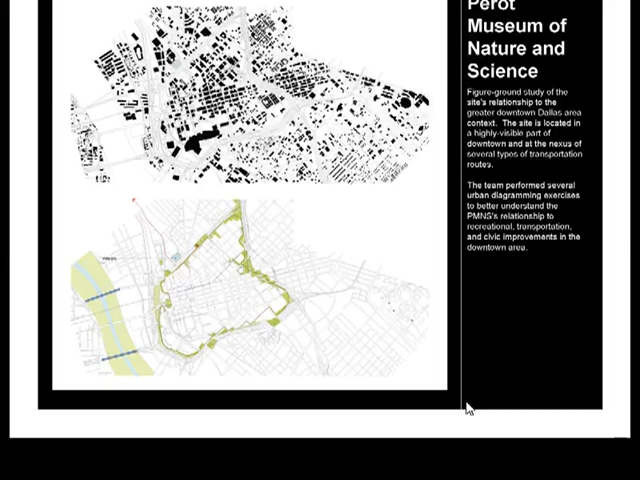 Perot
Museum of
Nature and
Science
Figure-ground study of the
site's relationship to the
greater downtown Dallas area
context. The site is located in
a highly-visible part of
downtown and at the nexus of
several types of transportation
routes.
The team performed several
urban diagramming exercises
to better understand the
PMNS's relationship to
recreational, transportation,
and civic improvements in the
downtown area.